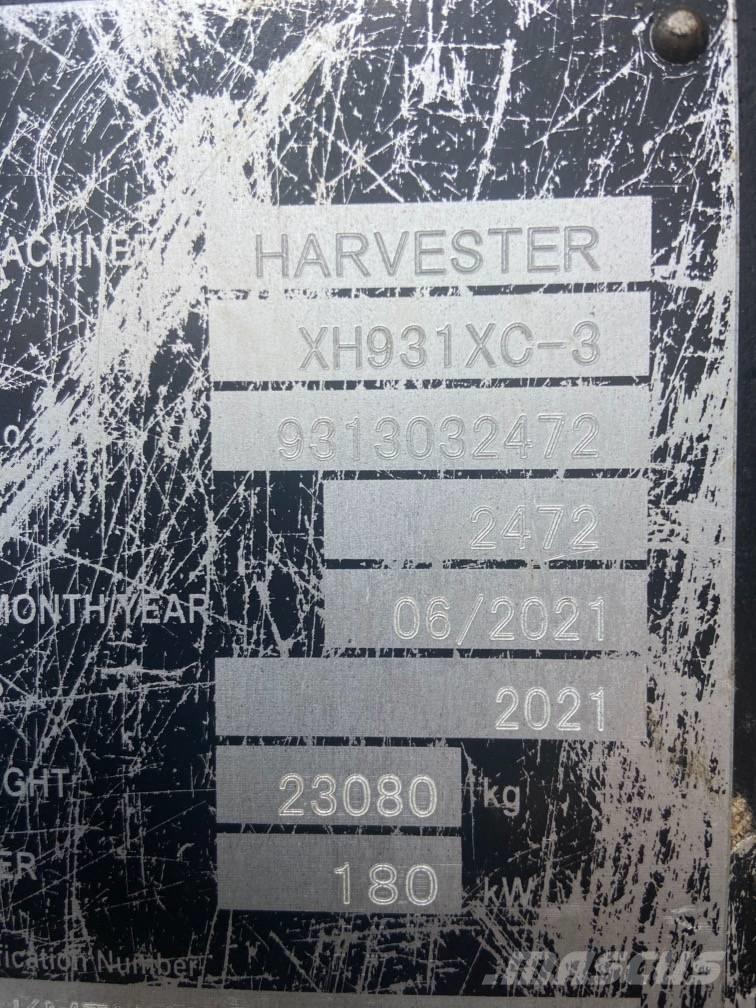 ACHINE HARVESTER
XH931XC-3
9313032472
2472
MONTH/YEAR 06/2021
2021
GHT 23080 kg
ER 180 kW
fication Number
MASCUS